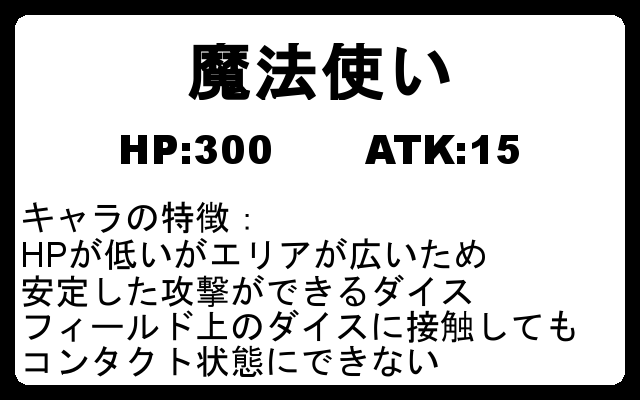 魔法使い
HP:300 ATK:15
キャラの特徴：
HPが低いがエリアが広いため
安定した攻撃ができるダイス
フィールド上のダイスに接触しても
コンタクト状態にできない